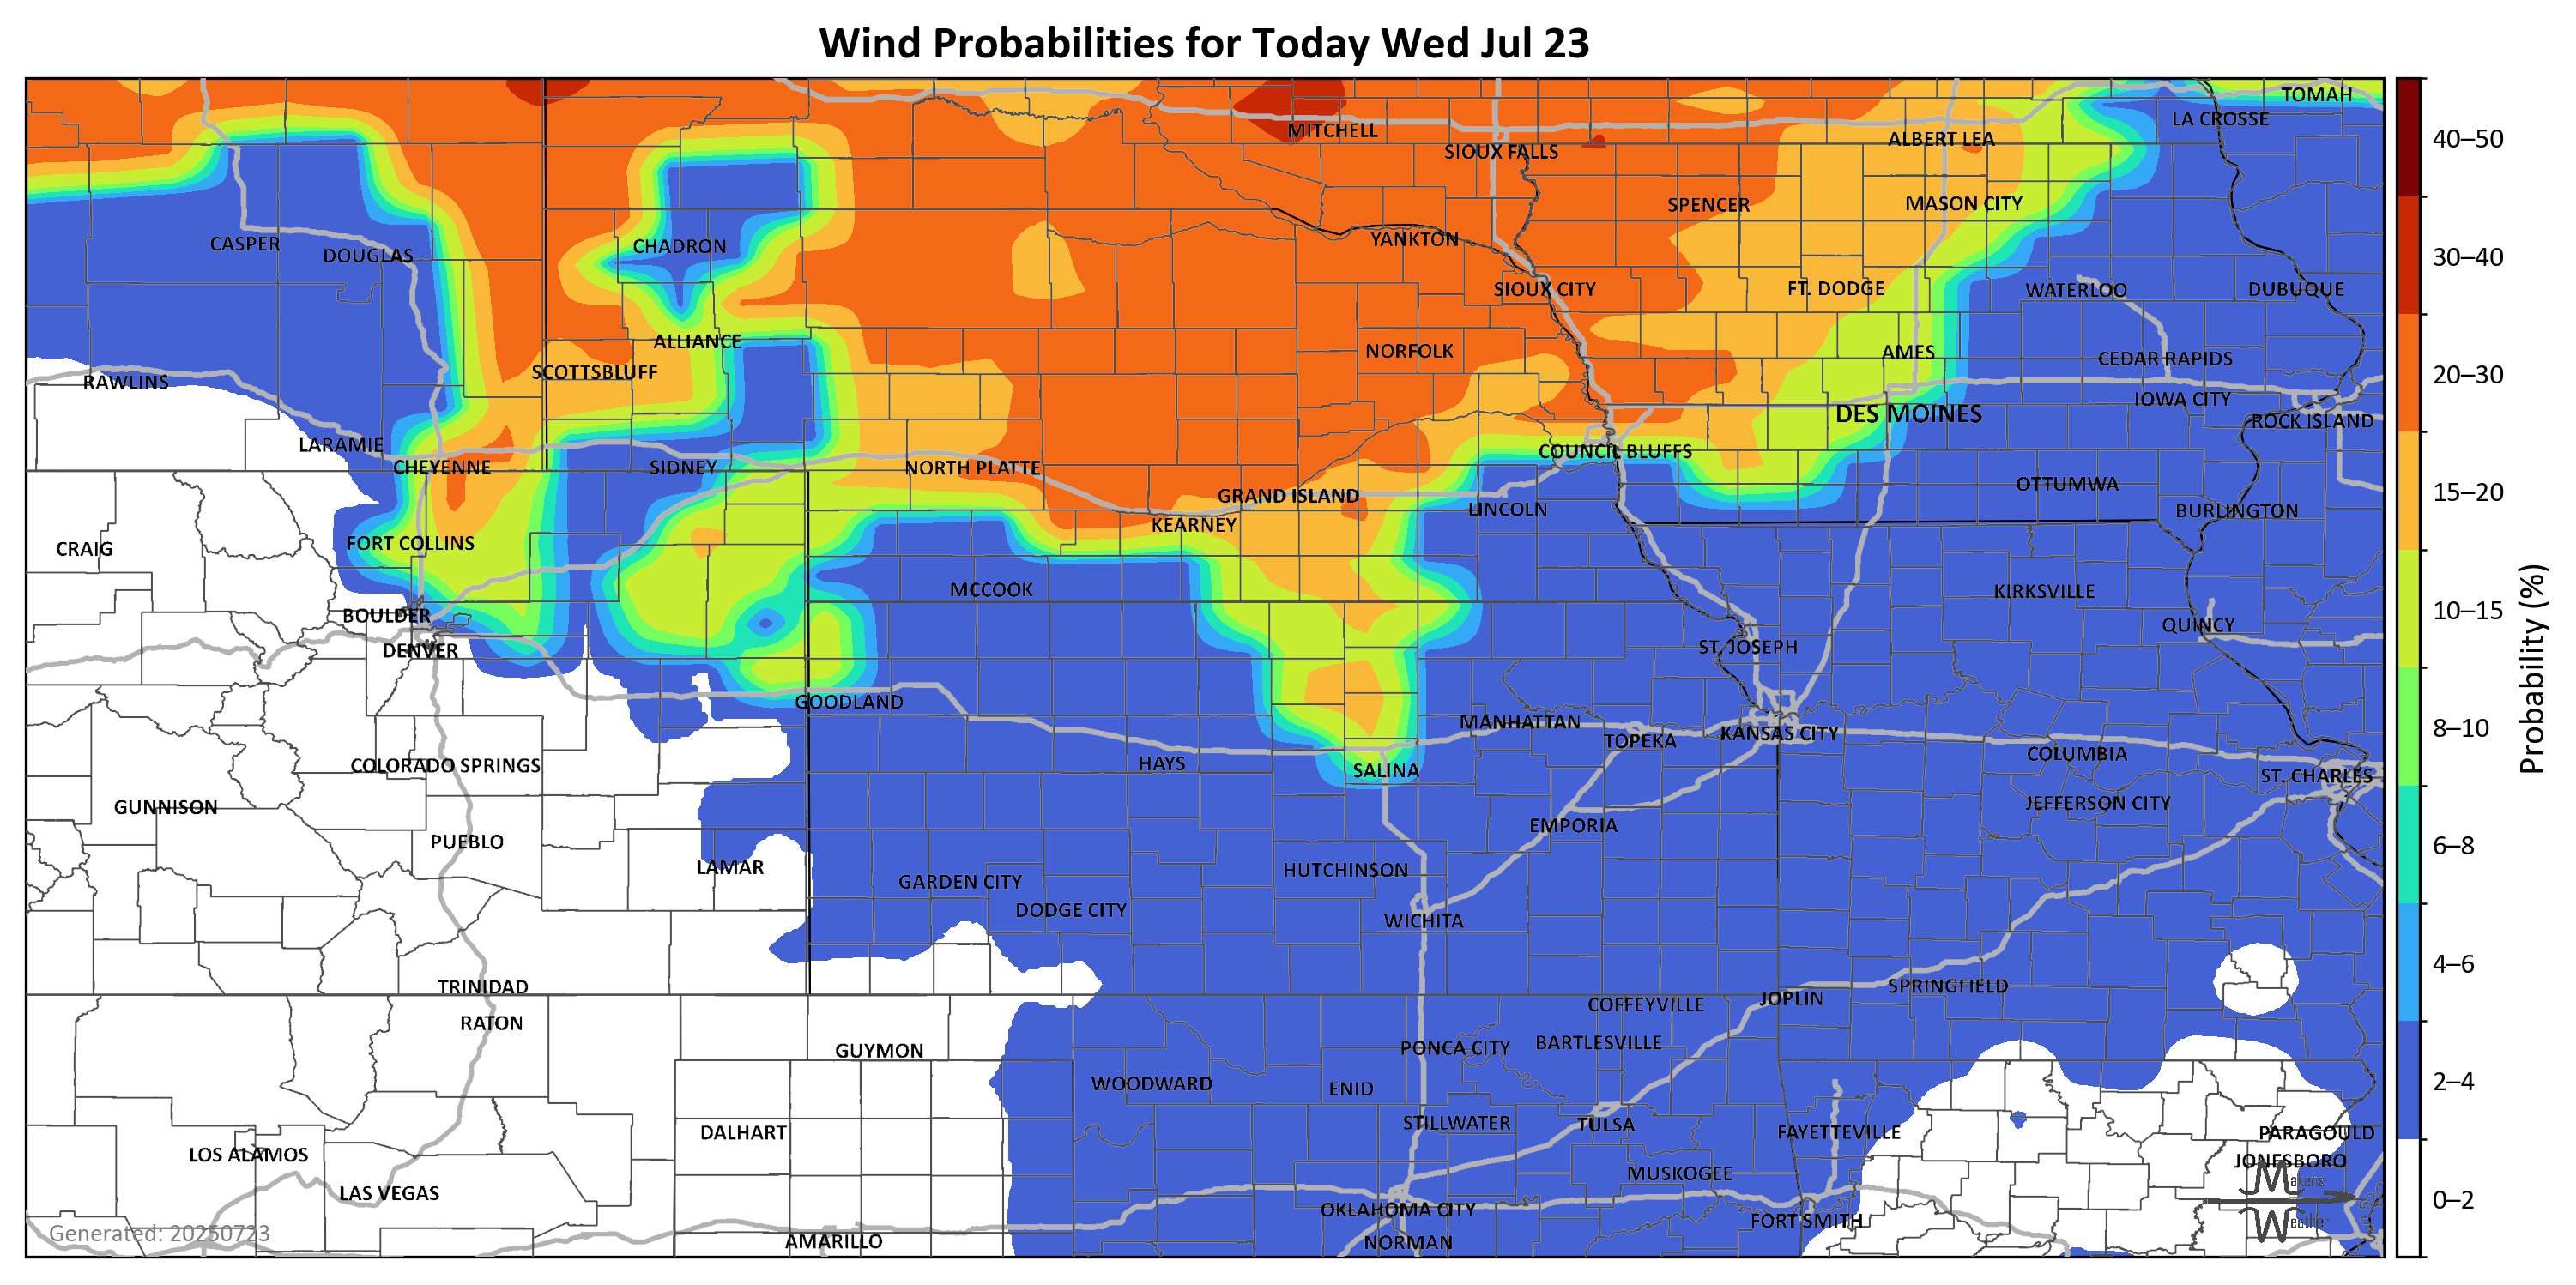 Wind Probabilities for Today Wed Jul 23
TOMAH
LA CROSSE
MITCHELL
ALBERT LEA
SIOUX FALLS
SPENCER
MASON CITY
CASPER
DOUGLAS
CHADRON
YANKTON
SIOUX CITY
FT. DODGE
WATERLOO
DUBUQUE
ALLIANCE
NORFOLK
AMES
CEDAR RAPIDS
RAWLINS
SCOTTSBLUFF
IOWA CITY
DES MOINES
ROCK ISLAND
LARAMIE
COUNCIL BLUFFS
CHEYENNE
SIDNEY
NORTH PLATTE
OTTUMWA
GRAND ISLAND
LINCOLN
BURLINGTON
KEARNEY
CRAIG
FORT COLLINS
MCCOOK
KIRKSVILLE
BOULDER
QUINCY
DENVER
ST. JOSEPH
GOODLAND
MANHATTAN
TOPEKA
KANSAS CITY
COLUMBIA
COLORADO SPRINGS
HAYS
SALINA
ST. CHARLES
GUNNISON
JEFFERSON CITY
PUEBLO
EMPORIA
LAMAR
HUTCHINSON
GARDEN CITY
DODGE CITY
WICHITA
TRINIDAD
SPRINGFIELD
JOPLIN
COFFEYVILLE
RATON
GUYMON
PONCA CITY
BARTLESVILLE
WOODWARD
ENID
STILLWATER
TULSA
DALHART
FAYETTEVILLE
PARAGOULD
LOS ALAMOS
JONESBORO
MUSKOGEE
LAS VEGAS
OKLAHOMA CITY
FORT SMITH
AMARILLO
NORMAN
Makens
Weather
Generated: 20250723
40–50
30–40
20–30
15–20
10–15
8–10
6–8
4–6
2–4
0–2
Probability (%)